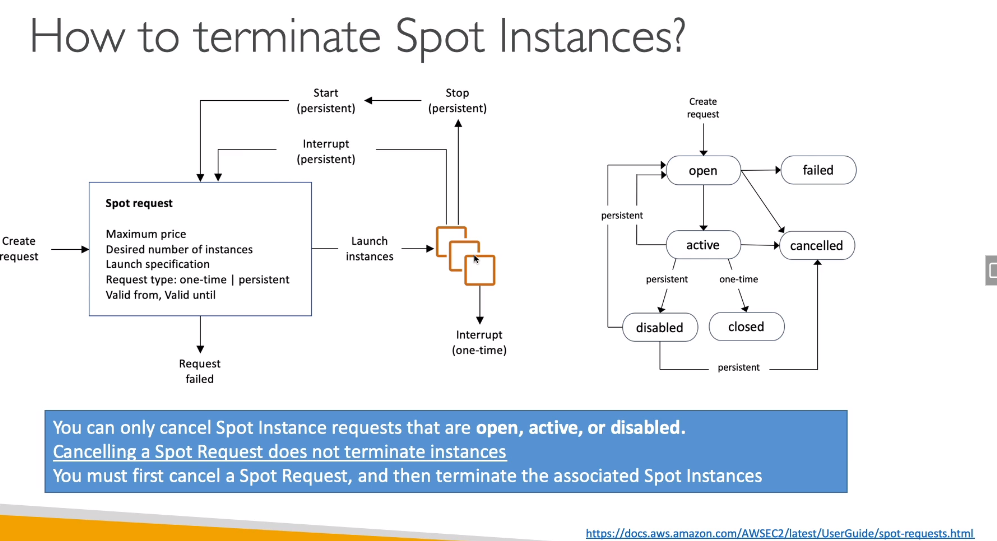 How to terminate Spot Instances?
Start
(persistent)
Stop
(persistent)
Interrupt
(persistent)
Create
request
Spot request
Maximum price
Desired number of instances
Launch specification
Request type: one-time | persistent
Valid from, Valid until
Launch
instances
Interrupt
(one-time)
Request
failed
Create
request
open
failed
persistent
active
cancelled
persistent
one-time
disabled
closed
persistent
You can only cancel Spot Instance requests that are open, active, or disabled.
Cancelling a Spot Request does not terminate instances
You must first cancel a Spot Request, and then terminate the associated Spot Instances
https://docs.aws.amazon.com/AWSEC2/latest/UserGuide/spot-requests.html